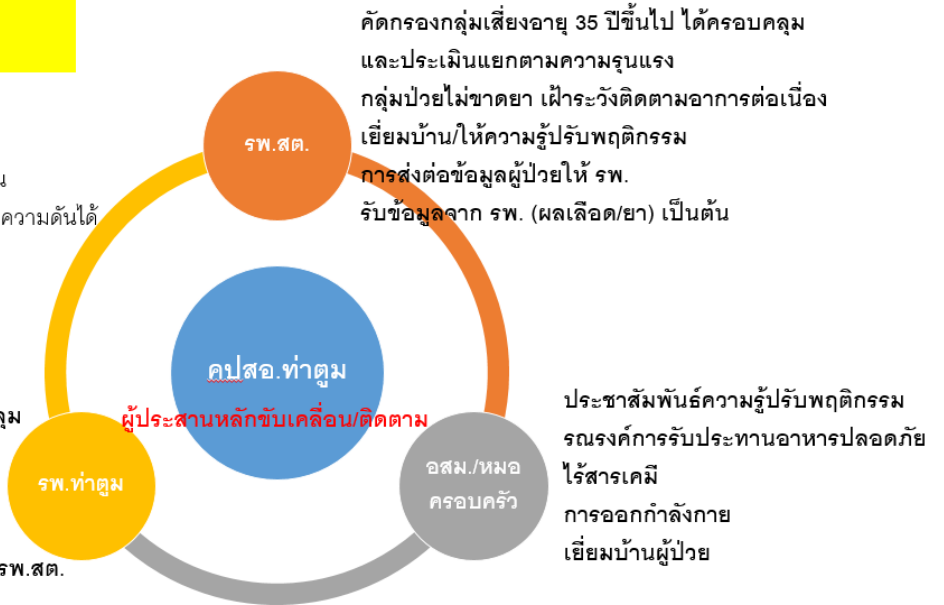 คัดกรองกลุ่มเสี่ยงอายุ 35 ปีขึ้นไป ได้ครอบคลุม
และประเมินแยกตามความรุนแรง
กลุ่มป่วยไม่ขาดยา เฝ้าระวังติดตามอาการต่อเนื่อง
เยี่ยมบ้าน/ให้ความรู้ปรับพฤติกรรม
การส่งต่อข้อมูลผู้ป่วยให้ รพ.
รับข้อมูลจาก รพ. (ผลเลือด/ยา) เป็นต้น
รพ.สต.
ความดันได้
คปสอ.ท่าตูม
ผู้ประสานหลักขับเคลื่อน/ติดตาม
รพ.ท่าตูม
รพ.สต.
อสม./หมอ
ครอบครัว
ประชาสัมพันธ์ความรู้ปรับพฤติกรรม
รณรงค์การรับประทานอาหารปลอดภัย
ไร้สารเคมี
การออกกำลังกาย
เยี่ยมบ้านผู้ป่วย